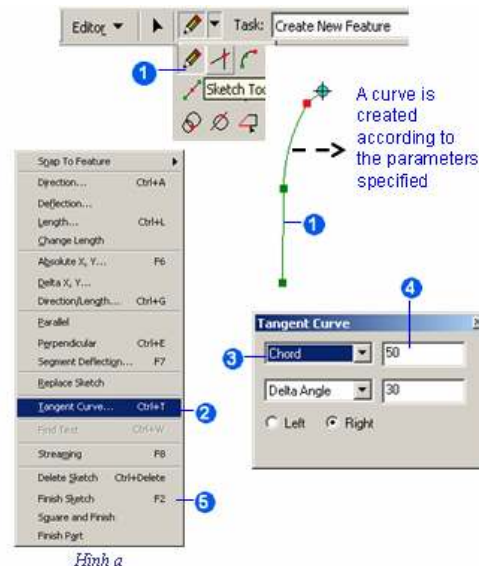 Editor
Task:
Create New Feature
1
Sketch Too
A curve is
created
according to
the parameters
specified
1
Snap To Feature
Direction... Ctrl+A
Deflection...
Length... Ctrl+L
Change Length
Absolute X, Y... F6
Delta X, Y...
Direction/Length... Ctrl+G
Parallel
Perpendicular Ctrl+E
Segment Deflection... F7
Replace Sketch
Tangent Curve... Ctrl+T
2
Find Text Ctrl+W
Streaming F8
Delete Sketch Ctrl+Delete
Finish Sketch F2
5
Square and Finish
Finish Part
4
Tangent Curve
3
Chord
50
Delta Angle
30
Left
Right
Hình a